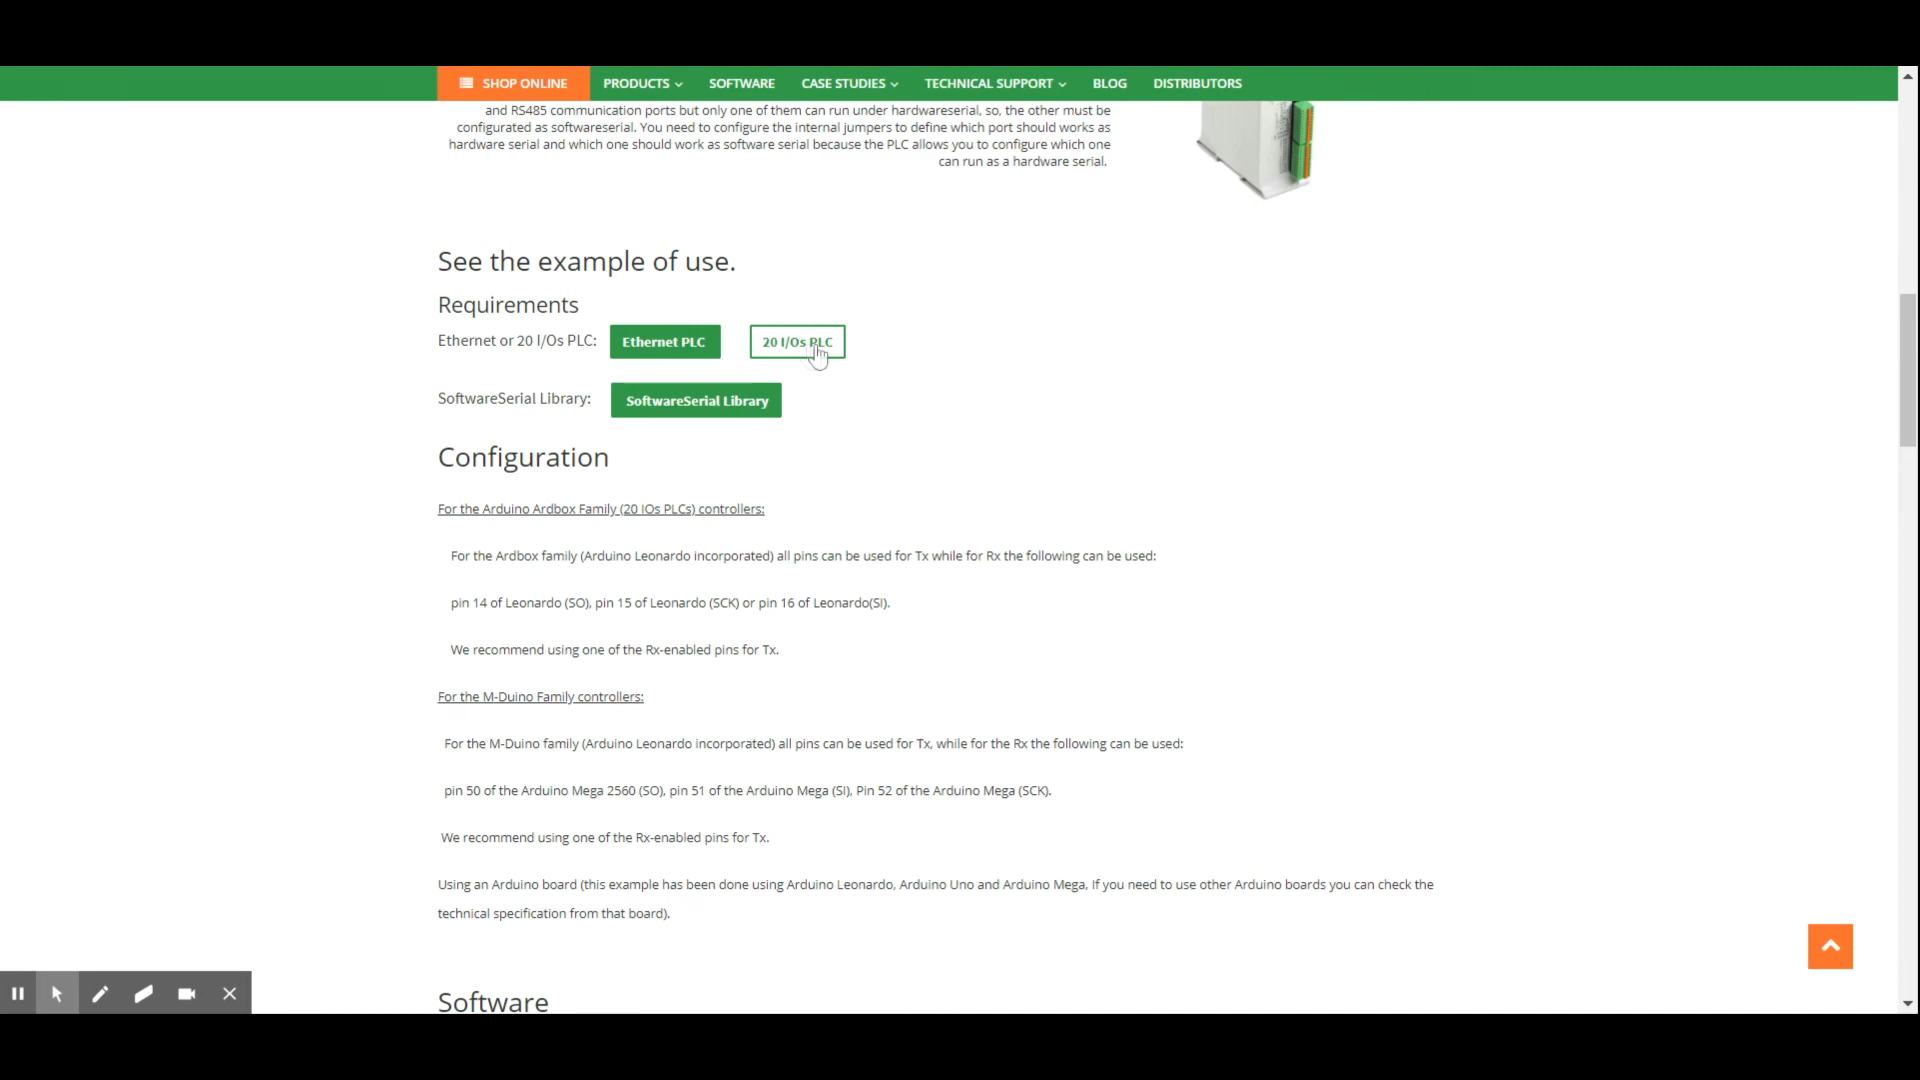 SHOP ONLINE PRODUCTS SOFTWARE CASE STUDIES TECHNICAL SUPPORT BLOG DISTRIBUTORS
and RS485 communication ports but only one of them can run under hardwareserial, so, the other must be
configurated as softwareserial. You need to configure the internal jumpers to define which port should works as
hardware serial and which one should work as software serial because the PLC allows you to configure which one
can run as a hardware serial.
See the example of use.
Requirements
Ethernet or 20 I/Os PLC: Ethernet PLC 20 I/Os PLC
SoftwareSerial Library: SoftwareSerial Library
Configuration
For the Arduino Ardbox Family (20 IOs PLCs) controllers:
For the Ardbox family (Arduino Leonardo incorporated) all pins can be used for Tx while for Rx the following can be used:
pin 14 of Leonardo (SO), pin 15 of Leonardo (SCK) or pin 16 of Leonardo(SI).
We recommend using one of the Rx-enabled pins for Tx.
For the M-Duino Family controllers:
For the M-Duino family (Arduino Leonardo incorporated) all pins can be used for Tx, while for the Rx the following can be used:
pin 50 of the Arduino Mega 2560 (SO), pin 51 of the Arduino Mega (SI), Pin 52 of the Arduino Mega (SCK).
We recommend using one of the Rx-enabled pins for Tx.
Using an Arduino board (this example has been done using Arduino Leonardo, Arduino Uno and Arduino Mega, If you need to use other Arduino boards you can check the
technical specification from that board).
Software